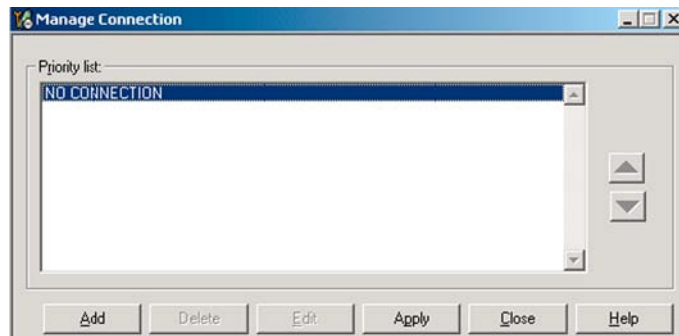 Manage Connection
Priority list:
NO CONNECTION
Add Delete Edit Apply Close Help